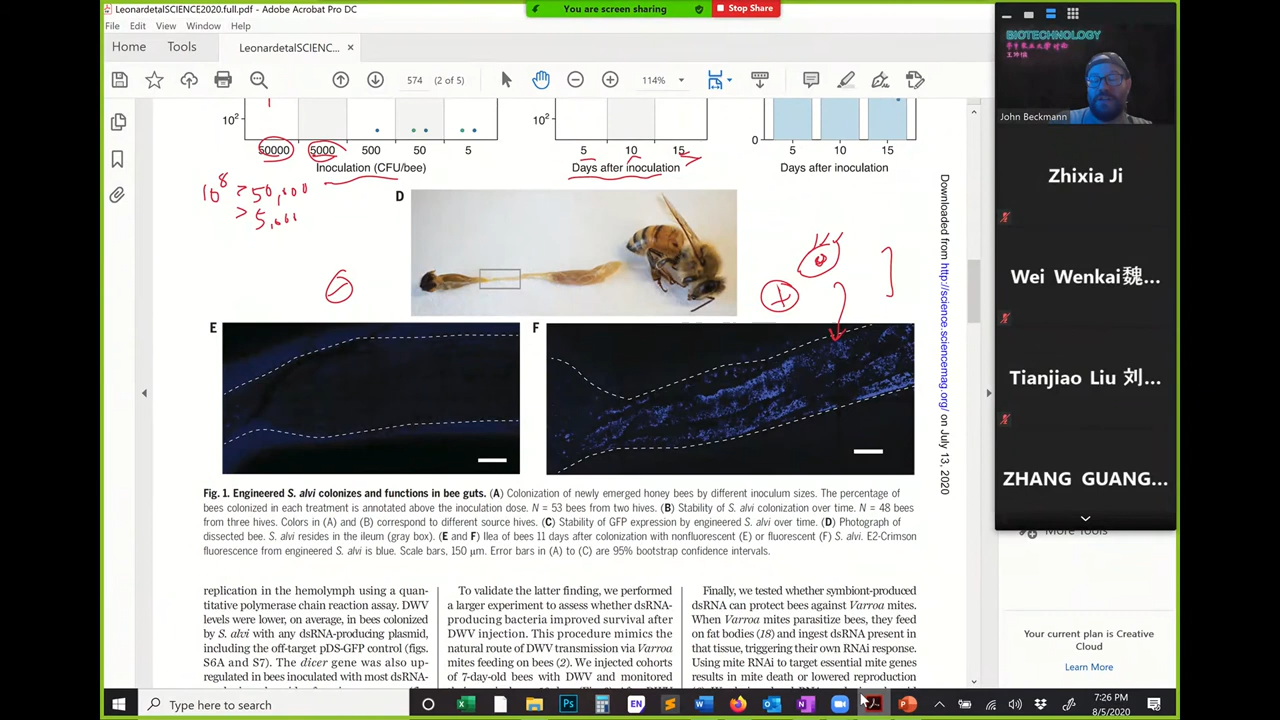 LeonardetalSCIENCE2020.full.pdf - Adobe Acrobat Pro DC
You are screen sharing
Stop Share
File Edit View Window Help
Home Tools LeonardetalSCIENC... ×
574 (2 of 5) 114%
BIOTECHNOLOGY
John Beckmann
Zhixia Ji
Wei Wenkai魏...
Tianjiao Liu 刘...
ZHANG GUANG...
10² 10² 0
50000 5000 500 50 5
5 10 15
5 10 15
Inoculation (CFU/bee)
Days after inoculation
Days after inoculation
10⁸ > 50,000
> 5,000
D
E
F
Downloaded from http://science.sciencemag.org/ on July 13, 2020
Fig. 1. Engineered S. alvi colonizes and functions in bee guts. (A) Colonization of newly emerged honey bees by different inoculum sizes. The percentage of
bees colonized in each treatment is annotated above the inoculation dose. N = 53 bees from two hives. (B) Stability of S. alvi colonization over time. N = 48 bees
from three hives. Colors in (A) and (B) correspond to different source hives. (C) Stability of GFP expression by engineered S. alvi over time. (D) Photograph of
dissected bee. S. alvi resides in the ileum (gray box). (E and F) Ilea of bees 11 days after colonization with nonfluorescent (E) or fluorescent (F) S. alvi. E2-Crimson
fluorescence from engineered S. alvi is blue. Scale bars, 150 μm. Error bars in (A) to (C) are 95% bootstrap confidence intervals.
replication in the hemolymph using a quan-
titative polymerase chain reaction assay. DWV
levels were lower, on average, in bees colonized
by S. alvi with any dsRNA-producing plasmid,
including the off-target pDS-GFP control (figs.
S6A and S7). The dicer gene was also up-
regulated in bees inoculated with most dsRNA-
To validate the latter finding, we performed
a larger experiment to assess whether dsRNA-
producing bacteria improved survival after
DWV injection. This procedure mimics the
natural route of DWV transmission via Varroa
mites feeding on bees (2). We injected cohorts
of 7-day-old bees with DWV and monitored
Finally, we tested whether symbiont-produced
dsRNA can protect bees against Varroa mites.
When Varroa mites parasitize bees, they feed
on fat bodies (18) and ingest dsRNA present in
that tissue, triggering their own RNAi response.
Using mite RNAi to target essential mite genes
results in mite death or lowered reproduction
More Tools
Your current plan is Creative
Cloud
Learn More
Type here to search
EN
7:26 PM
8/5/2020